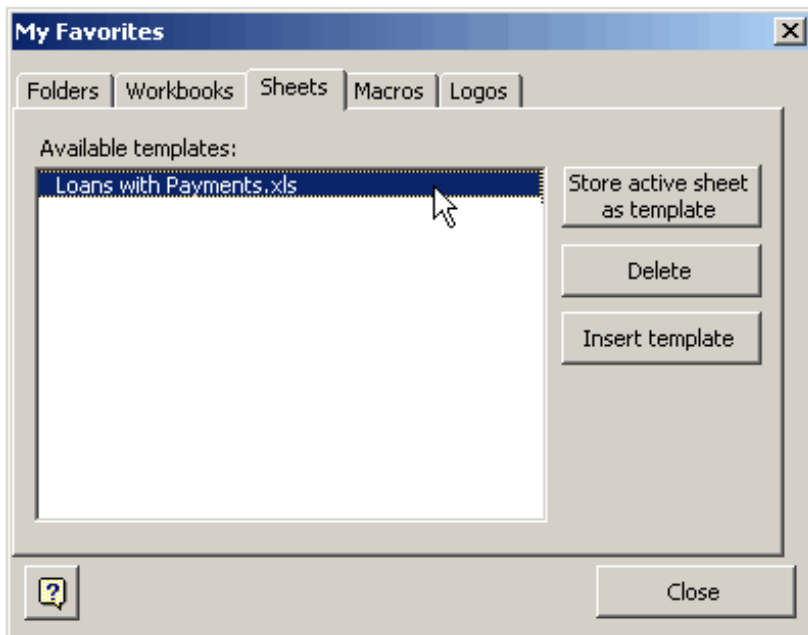 My Favorites
Folders Workbooks Sheets Macros Logos
Available templates:
Loans with Payments.xls
Store active sheet
as template
Delete
Insert template
?
Close